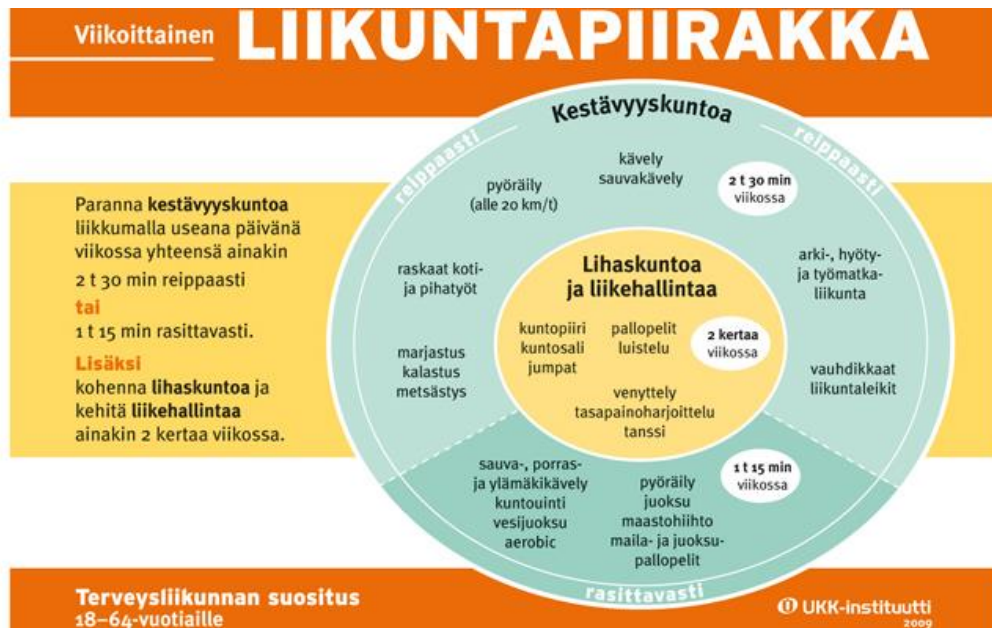 Viikoittainen LIIKUNTAPIIRAKKA
Paranna kestävyyskuntoa
liikkumalla useana päivänä
viikossa yhteensä ainakin
2 t 30 min reippaasti
tai
1 t 15 min rasittavasti.
Lisäksi
kohenna lihaskuntoa ja
kehitä liikehallintaa
ainakin 2 kertaa viikossa.
Kestävyyskuntoa
reippaasti
reippaasti
kävely
sauvakävely
2 t 30 min
viikossa
pyöräily
(alle 20 km/t)
raskaat koti-
ja pihatyöt
marjastus
kalastus
metsästys
arki-, hyöty-
ja työmatka-
liikunta
vauhdikkaat
liikuntaleikit
Lihaskuntoa
ja liikehallintaa
kuntopiiri
kuntosali
jumpat
pallopelit
luistelu
2 kertaa
viikossa
venyttely
tasapainoharjoittelu
tanssi
sauva-, porras-
ja ylämäkikävely
kuntouinti
vesijuoksu
aerobic
pyöräily
juoksu
maastohiihto
maila- ja juoksu-
pallopelit
1 t 15 min
viikossa
rasittavasti
Terveysliikunnan suositus
18–64-vuotiaille
UKK-instituutti
2009